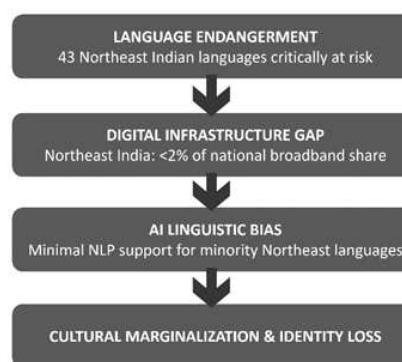 LANGUAGE ENDANGERMENT
43 Northeast Indian languages critically at risk
DIGITAL INFRASTRUCTURE GAP
Northeast India: <2% of national broadband share
AI LINGUISTIC BIAS
Minimal NLP support for minority Northeast languages
CULTURAL MARGINALIZATION & IDENTITY LOSS